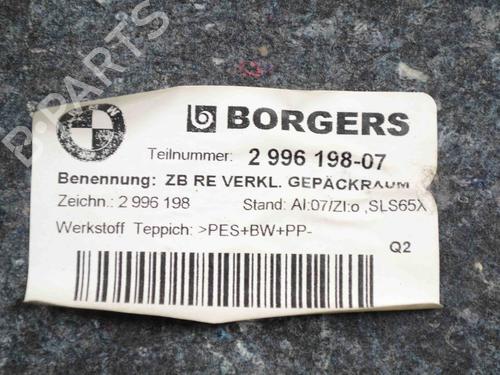 B-PARTS
BMW
BORGERS
Teilnummer: 2 996 198-07
Benennung: ZB RE VERKL. GEPÄCKRAUM
Zeichn.: 2 996 198 Stand: AI:07/ZI:o ,SLS65X
Werkstoff Teppich: >PES+BW+PP-
Q2